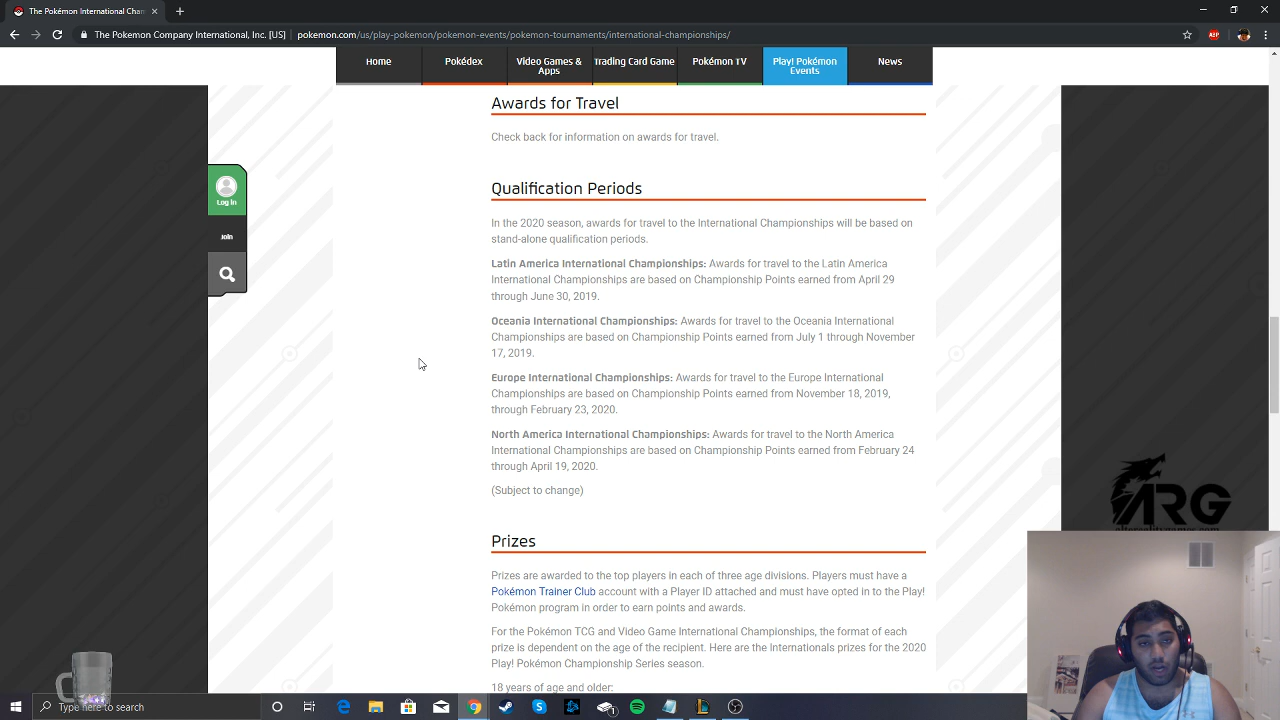 The Pokémon Company International, Inc. [US] | pokemon.com/us/play-pokemon/pokemon-events/pokemon-tournaments/international-championships/
ABP
Home
Pokédex
Video Games & Apps
Trading Card Game
Pokémon TV
Play! Pokémon Events
News
Log in
Join
Awards for Travel
Check back for information on awards for travel.
Qualification Periods
In the 2020 season, awards for travel to the International Championships will be based on
stand-alone qualification periods.
Latin America International Championships: Awards for travel to the Latin America
International Championships are based on Championship Points earned from April 29
through June 30, 2019.
Oceania International Championships: Awards for travel to the Oceania International
Championships are based on Championship Points earned from July 1 through November
17, 2019.
Europe International Championships: Awards for travel to the Europe International
Championships are based on Championship Points earned from November 18, 2019,
through February 23, 2020.
North America International Championships: Awards for travel to the North America
International Championships are based on Championship Points earned from February 24
through April 19, 2020.
(Subject to change)
Prizes
Prizes are awarded to the top players in each of three age divisions. Players must have a
Pokémon Trainer Club account with a Player ID attached and must have opted in to the Play!
Pokémon program in order to earn points and awards.
For the Pokémon TCG and Video Game International Championships, the format of each
prize is dependent on the age of the recipient. Here are the Internationals prizes for the 2020
Play! Pokémon Championship Series season.
18 years of age and older:
ARG
Type here to search